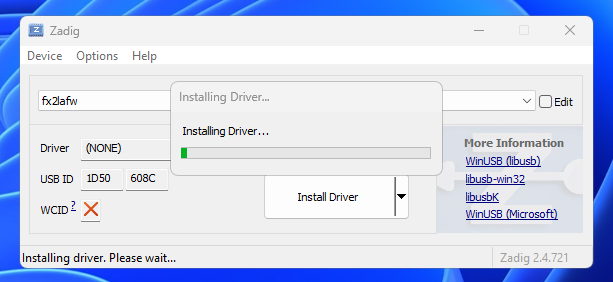 Zadig
Device Options Help
Installing Driver...
fx2lafw
Edit
Installing Driver...
Driver (NONE)
More Information
WinUSB (libusb)
USB ID 1D50 608C
libusb-win32
libusbK
WCID ?
Install Driver
WinUSB (Microsoft)
Installing driver. Please wait...
Zadig 2.4.721